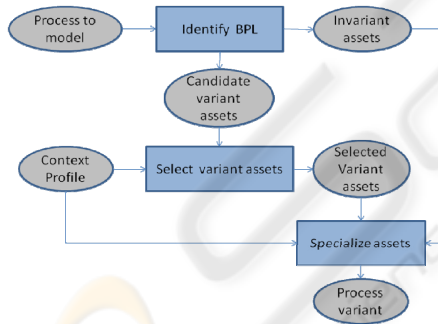 Process to
model
Identify BPL
Invariant
assets
Candidate
variant
assets
Context
Profile
Select variant assets
Selected
Variant
assets
Specialize assets
Process
variant